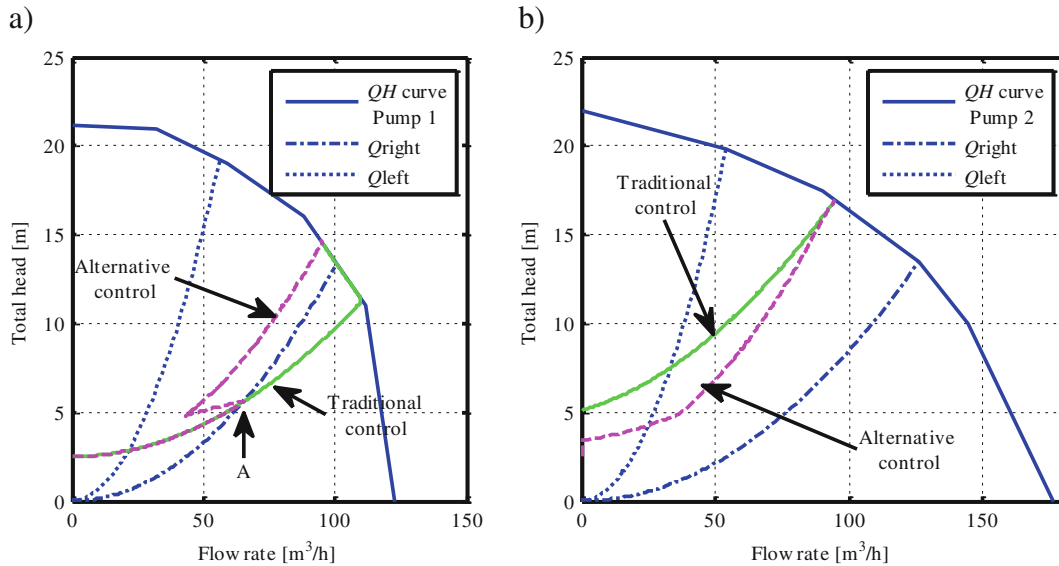 a)
25
20
15
10
5
0
0
50
100
150
Total head [m]
Flow rate [m³/h]
QH curve
Pump 1
Qright
Qleft
Alternative
control
Traditional
control
A
b)
25
20
15
10
5
0
0
50
100
150
Total head [m]
Flow rate [m³/h]
QH curve
Pump 2
Qright
Qleft
Traditional
control
Alternative
control